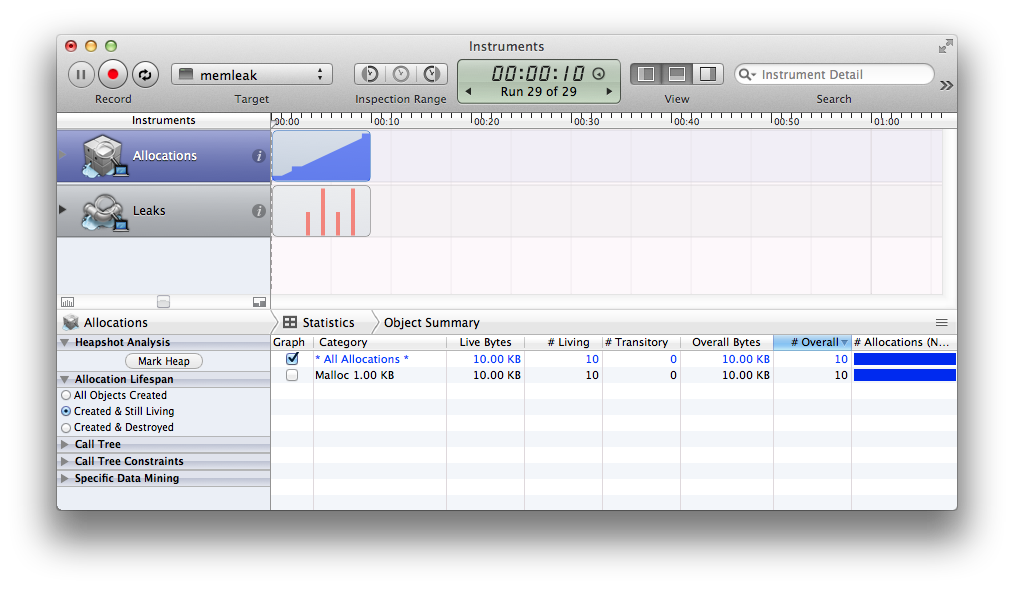 Instruments
memleak
00:00:10
Run 29 of 29
Instrument Detail
Record
Target
Inspection Range
View
Search
Instruments
00:00
00:10
00:20
00:30
00:40
00:50
01:00
Allocations
Leaks
Allocations
Statistics
Object Summary
Heapshot Analysis
Mark Heap
Allocation Lifespan
All Objects Created
Created & Still Living
Created & Destroyed
Call Tree
Call Tree Constraints
Specific Data Mining
Graph Category Live Bytes # Living # Transitory Overall Bytes # Overall # Allocations (N...
* All Allocations * 10.00 KB 10 0 10.00 KB 10
Malloc 1.00 KB 10.00 KB 10 0 10.00 KB 10